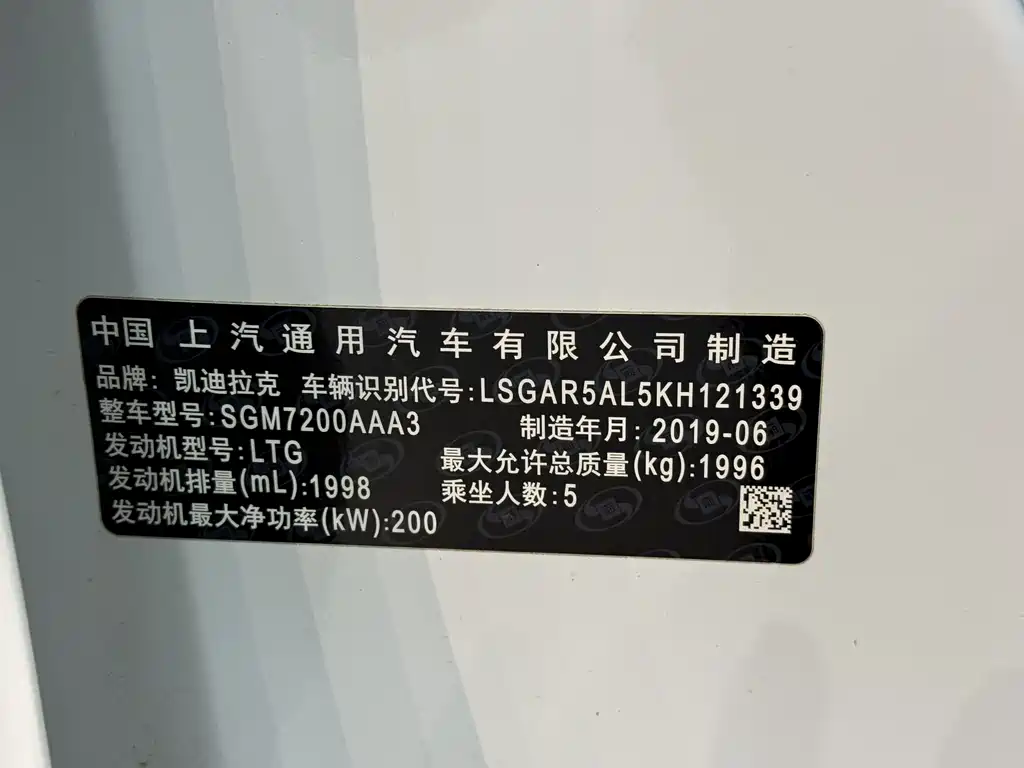 中国 上汽通用汽车有限公司制造
品牌: 凯迪拉克 车辆识别代号:LSGAR5AL5KH121339
整车型号:SGM7200AAA3 制造年月: 2019-06
发动机型号:LTG 最大允许总质量(kg):1996
发动机排量(mL):1998 乘坐人数:5
发动机最大净功率(kW):200